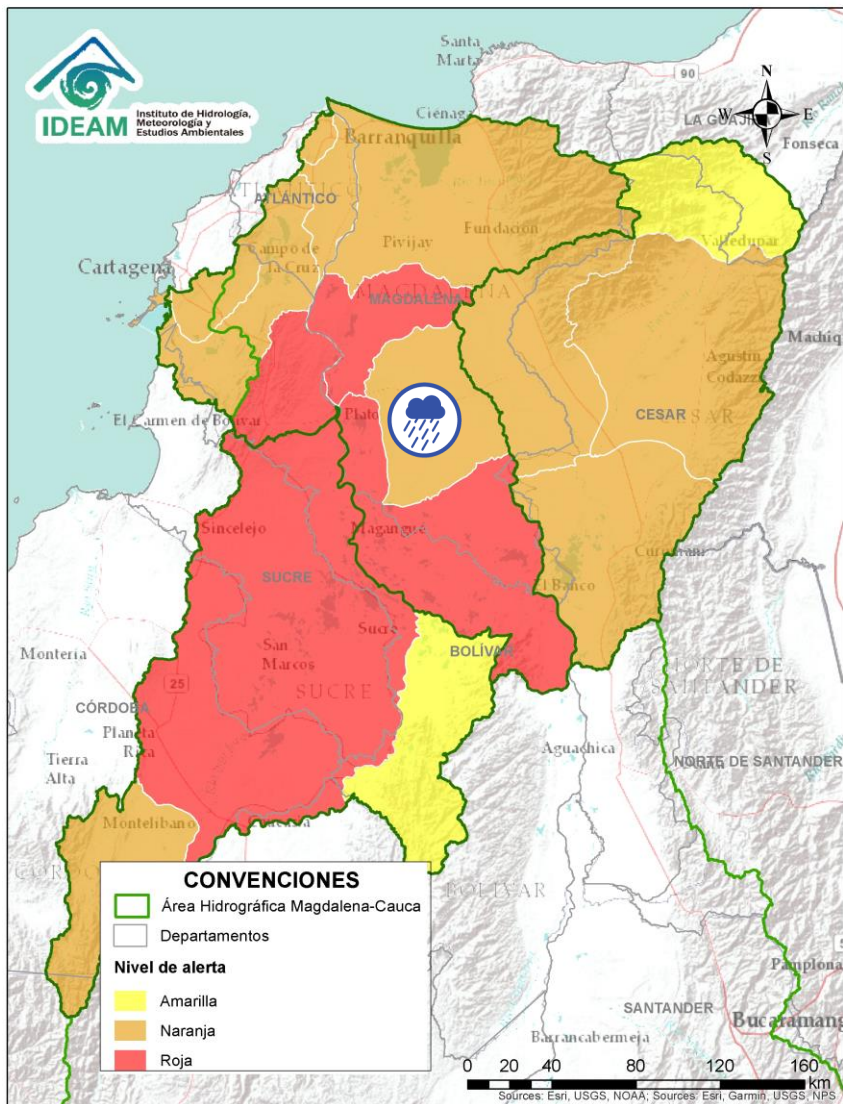 IDEAM
Instituto de Hidrología,
Meteorología y
Estudios Ambientales
Santa
Marta
90
N
W
E
S
LA GUAJIRA
Ciénaga
Fonseca
Barranquilla
ATLÁNTICO
ATLÁNTICO
Fundación
Pivijay
Valledupar
Campo de
la Cruz
Cartagena
MAGDALENA
MAGDALENA
Agustín
Codazzi
El Carmen de Bolívar
Plato
CESAR
CESAR
Sincelejo
Magangué
SUCRE
El Banco
Sucre
San
Marcos
BOLÍVAR
Montería
25
SUCRE
NORTE DE
SANTANDER
CÓRDOBA
Planeta
Rica
Aguachica
Tierra
Alta
NORTE DE SANTANDER
Montelíbano
BOLÍVAR
CONVENCIONES
Área Hidrográfica Magdalena-Cauca
Departamentos
Nivel de alerta
Amarilla
Naranja
Roja
Pamplona
SANTANDER
Bucaramang
Barrancabermeja
0 20 40 80 120 160
km
Sources: Esri, USGS, NOAA; Sources: Esri, Garmin, USGS, NPS